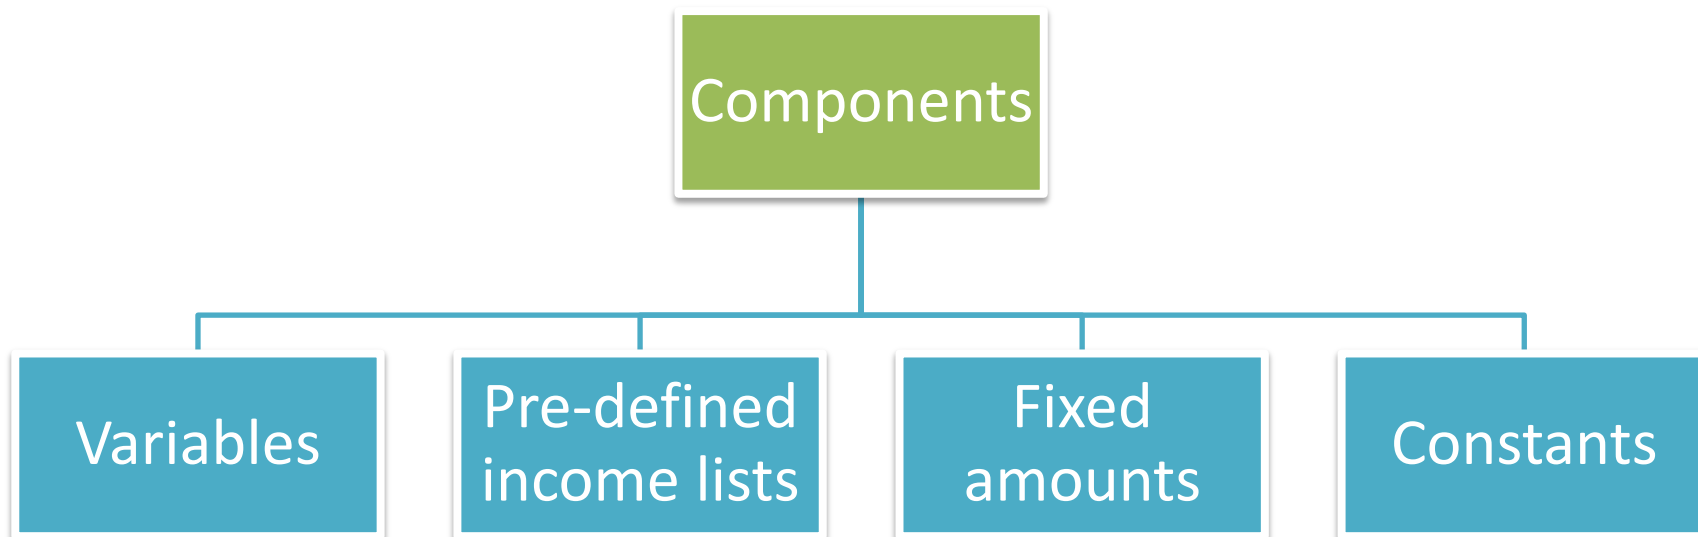 Components
Variables
Pre-defined
income lists
Fixed
amounts
Constants